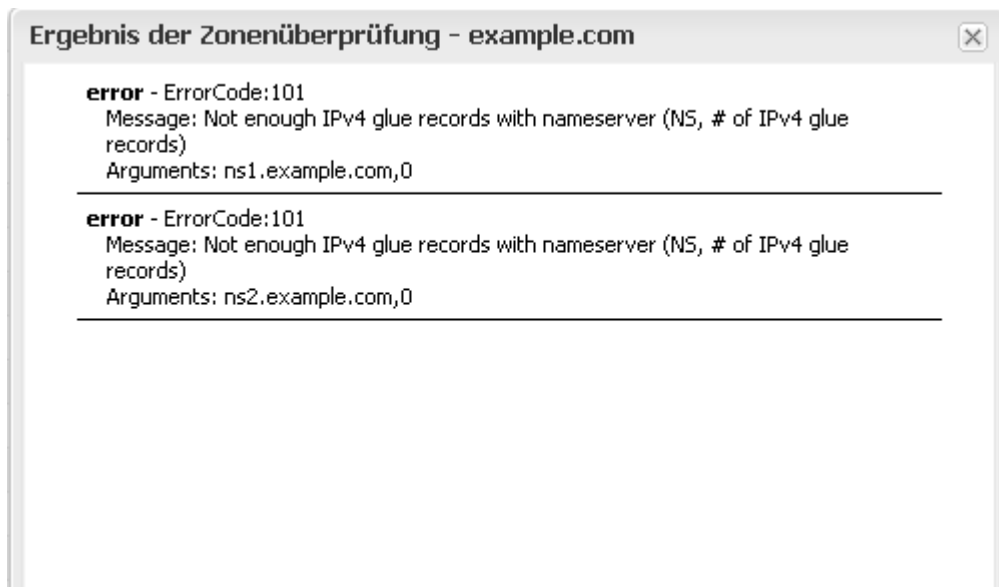 Ergebnis der Zonenüberprüfung - example.com
error - ErrorCode:101
Message: Not enough IPv4 glue records with nameserver (NS, # of IPv4 glue
records)
Arguments: ns1.example.com,0
error - ErrorCode:101
Message: Not enough IPv4 glue records with nameserver (NS, # of IPv4 glue
records)
Arguments: ns2.example.com,0